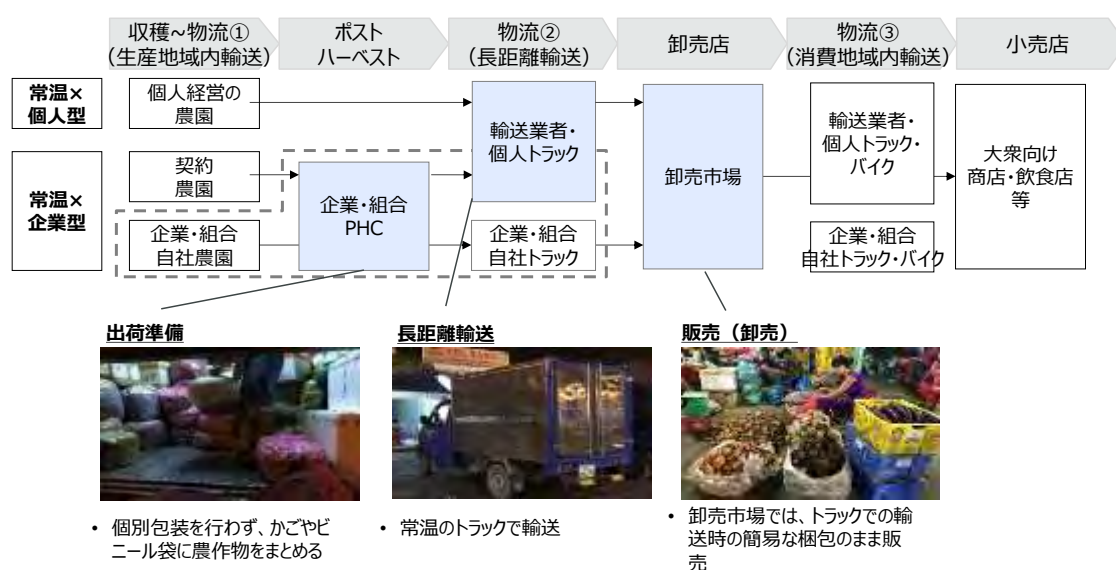 収穫~物流①
(生産地域内輸送)
ポスト
ハーベスト
物流②
(長距離輸送)
卸売店
物流③
(消費地域内輸送)
小売店
常温×
個人型
個人経営の
農園
輸送業者・
個人トラック
卸売市場
輸送業者・
個人トラック・
バイク
大衆向け
商店・飲食店
等
常温×
企業型
契約
農園
企業・組合
PHC
企業・組合
自社農園
企業・組合
自社トラック
企業・組合
自社トラック・バイク
出荷準備
• 個別包装を行わず、かごやビ
ニール袋に農作物をまとめる
長距離輸送
• 常温のトラックで輸送
販売（卸売）
• 卸売市場では、トラックでの輸
送時の簡易な梱包のまま販
売